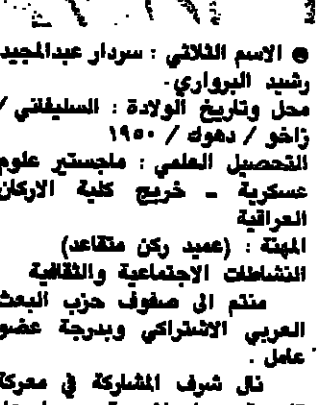 الاسم الثلاثي : سردار عبدالمجيد
رشيد البرواري .
محل وتاريخ الولادة : السليفاني /
زاخو / دهوك / ١٩٥٠
التحصيل العلمي : ماجستير علوم
عسكرية - خريج كلية الاركان
العراقية
المهنة : (عميد ركن متقاعد)
النشاطات الاجتماعية والثقافية
منتم الى صفوف حزب البعث
العربي الاشتراكي وبدرجة عضو
عامل .
نال شرف المشاركة في معركة